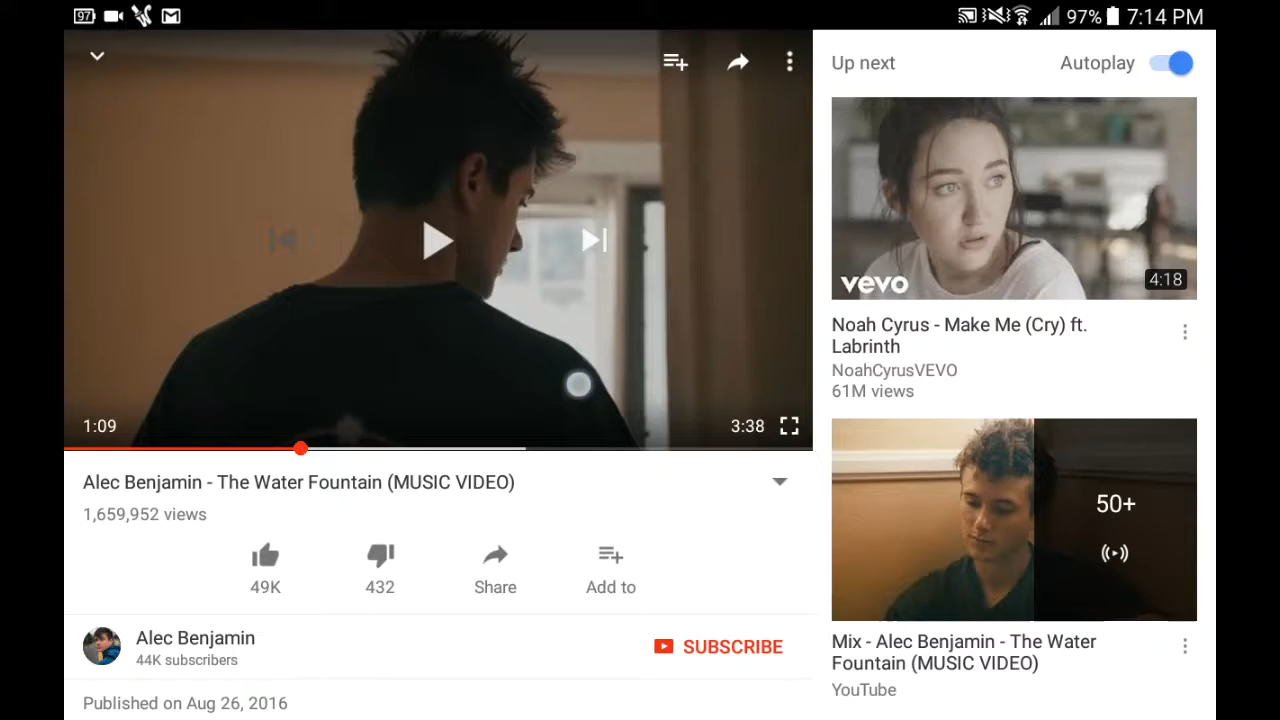 97
97% 7:14 PM
1:09
3:38
Alec Benjamin - The Water Fountain (MUSIC VIDEO)
1,659,952 views
49K
432
Share
Add to
Alec Benjamin
44K subscribers
SUBSCRIBE
Published on Aug 26, 2016
Up next
Autoplay
vevo
4:18
Noah Cyrus - Make Me (Cry) ft.
Labrinth
NoahCyrusVEVO
61M views
50+
Mix - Alec Benjamin - The Water
Fountain (MUSIC VIDEO)
YouTube